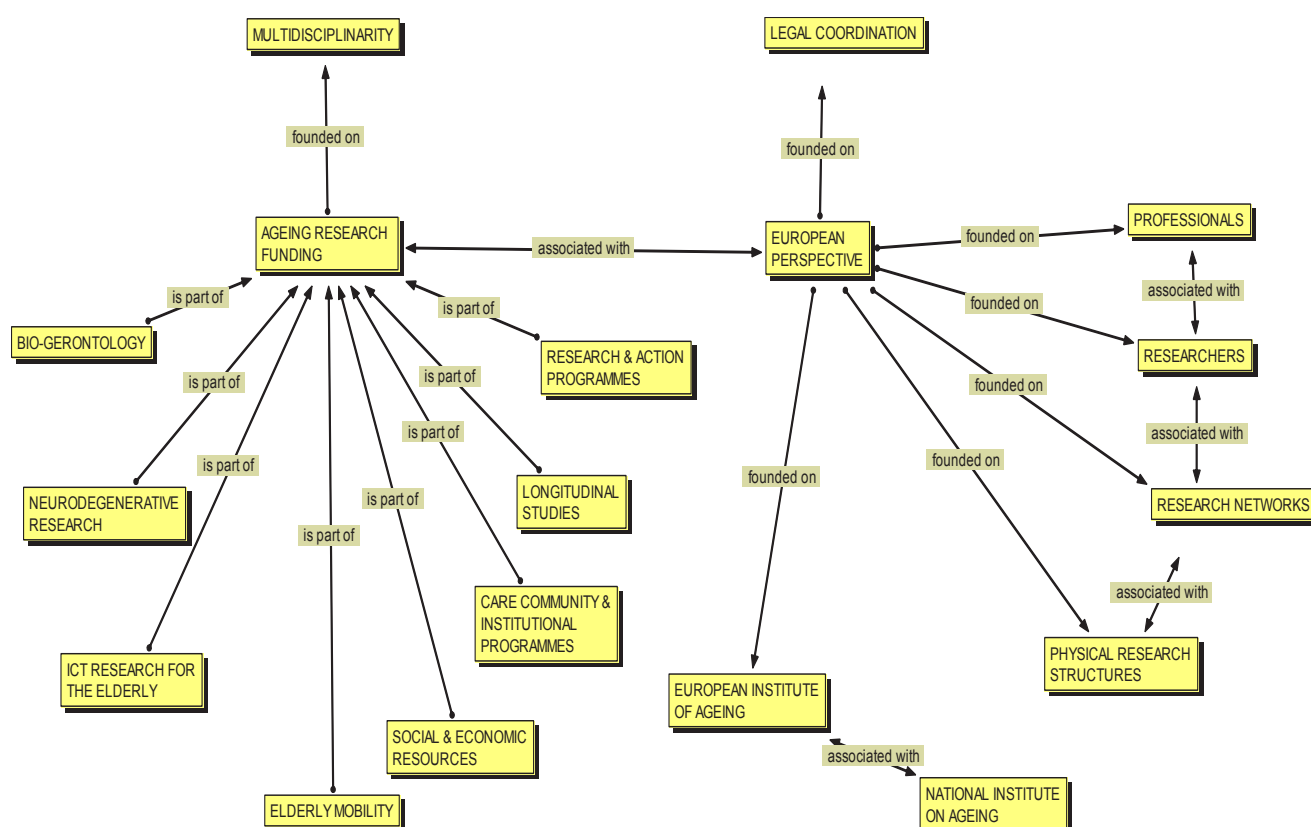 MULTIDISCIPLINARITY
LEGAL COORDINATION
founded on
founded on
AGEING RESEARCH
FUNDING
associated with
EUROPEAN
PERSPECTIVE
founded on
PROFESSIONALS
is part of
is part of
founded on
associated with
BIO-GERONTOLOGY
RESEARCH & ACTION
PROGRAMMES
RESEARCHERS
is part of
is part of
founded on
is part of
associated with
is part of
founded on
founded on
NEURODEGENERATIVE
RESEARCH
is part of
is part of
LONGITUDINAL
STUDIES
RESEARCH NETWORKS
associated with
CARE COMMUNITY &
INSTITUTIONAL
PROGRAMMES
ICT RESEARCH FOR
THE ELDERLY
PHYSICAL RESEARCH
STRUCTURES
EUROPEAN INSTITUTE
OF AGEING
SOCIAL & ECONOMIC
RESOURCES
associated with
ELDERLY MOBILITY
NATIONAL INSTITUTE
ON AGEING